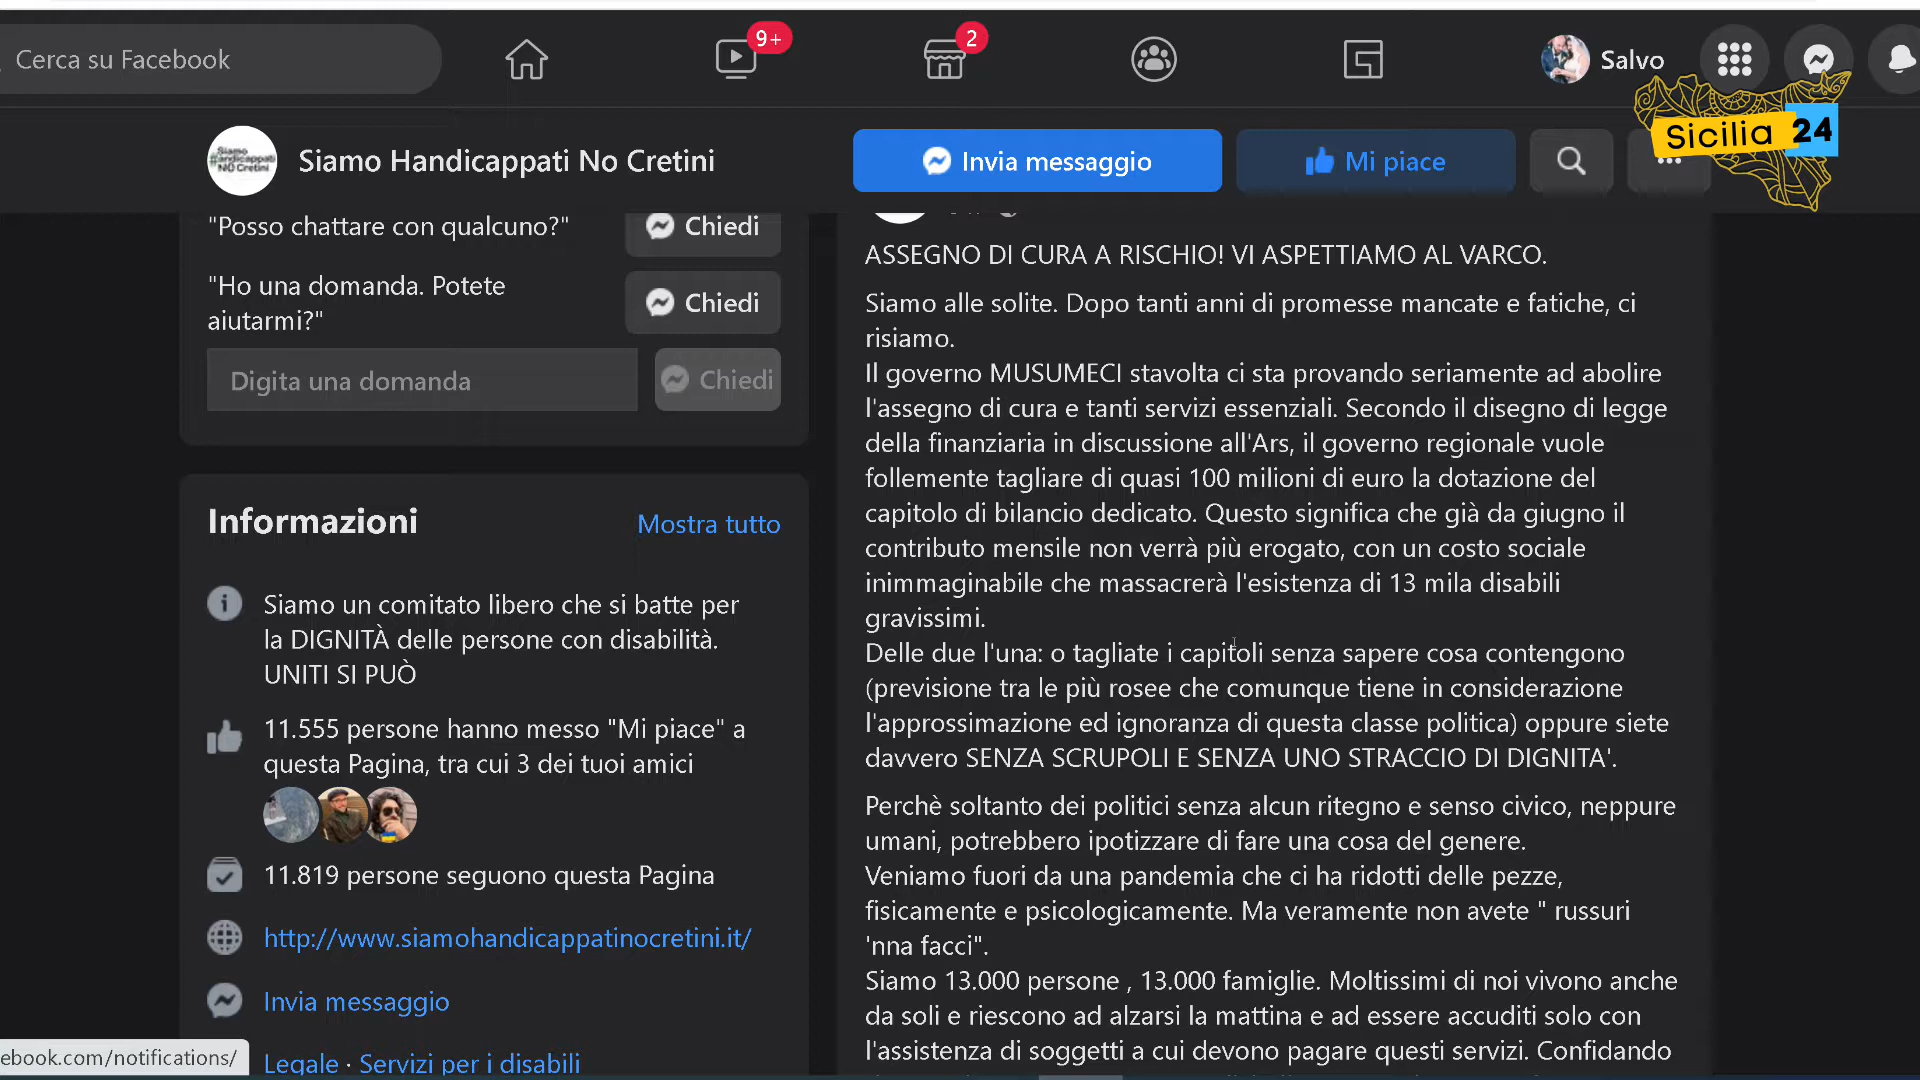 Cerca su Facebook
9+
2
Salvo
Sicilia 24
Siamo Handicappati No Cretini
Siamo
#andicappati
NO Cretini
Invia messaggio
Mi piace
"Posso chattare con qualcuno?"
Chiedi
"Ho una domanda. Potete
aiutarmi?"
Chiedi
Digita una domanda
Chiedi
Informazioni
Mostra tutto
Siamo un comitato libero che si batte per
la DIGNITÀ delle persone con disabilità.
UNITI SI PUÒ
11.555 persone hanno messo "Mi piace" a
questa Pagina, tra cui 3 dei tuoi amici
11.819 persone seguono questa Pagina
http://www.siamohandicappatinocretini.it/
Invia messaggio
Legale · Servizi per i disabili
ebook.com/notifications/
ASSEGNO DI CURA A RISCHIO! VI ASPETTIAMO AL VARCO.
Siamo alle solite. Dopo tanti anni di promesse mancate e fatiche, ci
risiamo.
Il governo MUSUMECI stavolta ci sta provando seriamente ad abolire
l'assegno di cura e tanti servizi essenziali. Secondo il disegno di legge
della finanziaria in discussione all'Ars, il governo regionale vuole
follemente tagliare di quasi 100 milioni di euro la dotazione del
capitolo di bilancio dedicato. Questo significa che già da giugno il
contributo mensile non verrà più erogato, con un costo sociale
inimmaginabile che massacrerà l'esistenza di 13 mila disabili
gravissimi.
Delle due l'una: o tagliate i capitoli senza sapere cosa contengono
(previsione tra le più rosee che comunque tiene in considerazione
l'approssimazione ed ignoranza di questa classe politica) oppure siete
davvero SENZA SCRUPOLI E SENZA UNO STRACCIO DI DIGNITA'.
Perchè soltanto dei politici senza alcun ritegno e senso civico, neppure
umani, potrebbero ipotizzare di fare una cosa del genere.
Veniamo fuori da una pandemia che ci ha ridotti delle pezze,
fisicamente e psicologicamente. Ma veramente non avete " russuri
'nna facci".
Siamo 13.000 persone , 13.000 famiglie. Moltissimi di noi vivono anche
da soli e riescono ad alzarsi la mattina e ad essere accuditi solo con
l'assistenza di soggetti a cui devono pagare questi servizi. Confidando